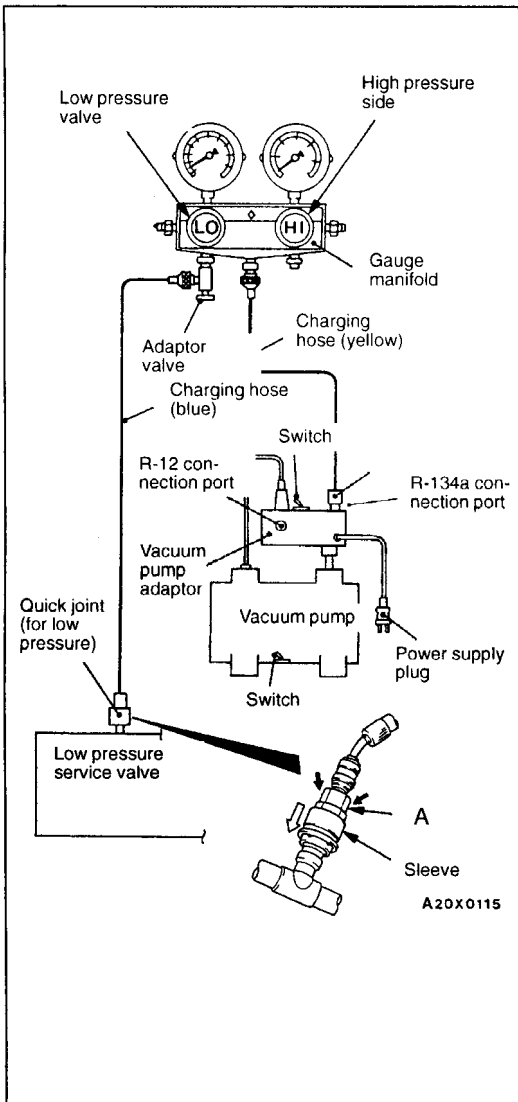 Low pressure
valve
High pressure
side
LO
HI
Gauge
manifold
Adaptor
valve
Charging
hose (yellow)
Charging hose
(blue)
Switch
R-12 con-
nection port
R-134a con-
nection port
Vacuum
pump
adaptor
Quick joint
(for low
pressure)
Vacuum pump
Power supply
plug
Switch
Low pressure
service valve
A
Sleeve
A20X0115